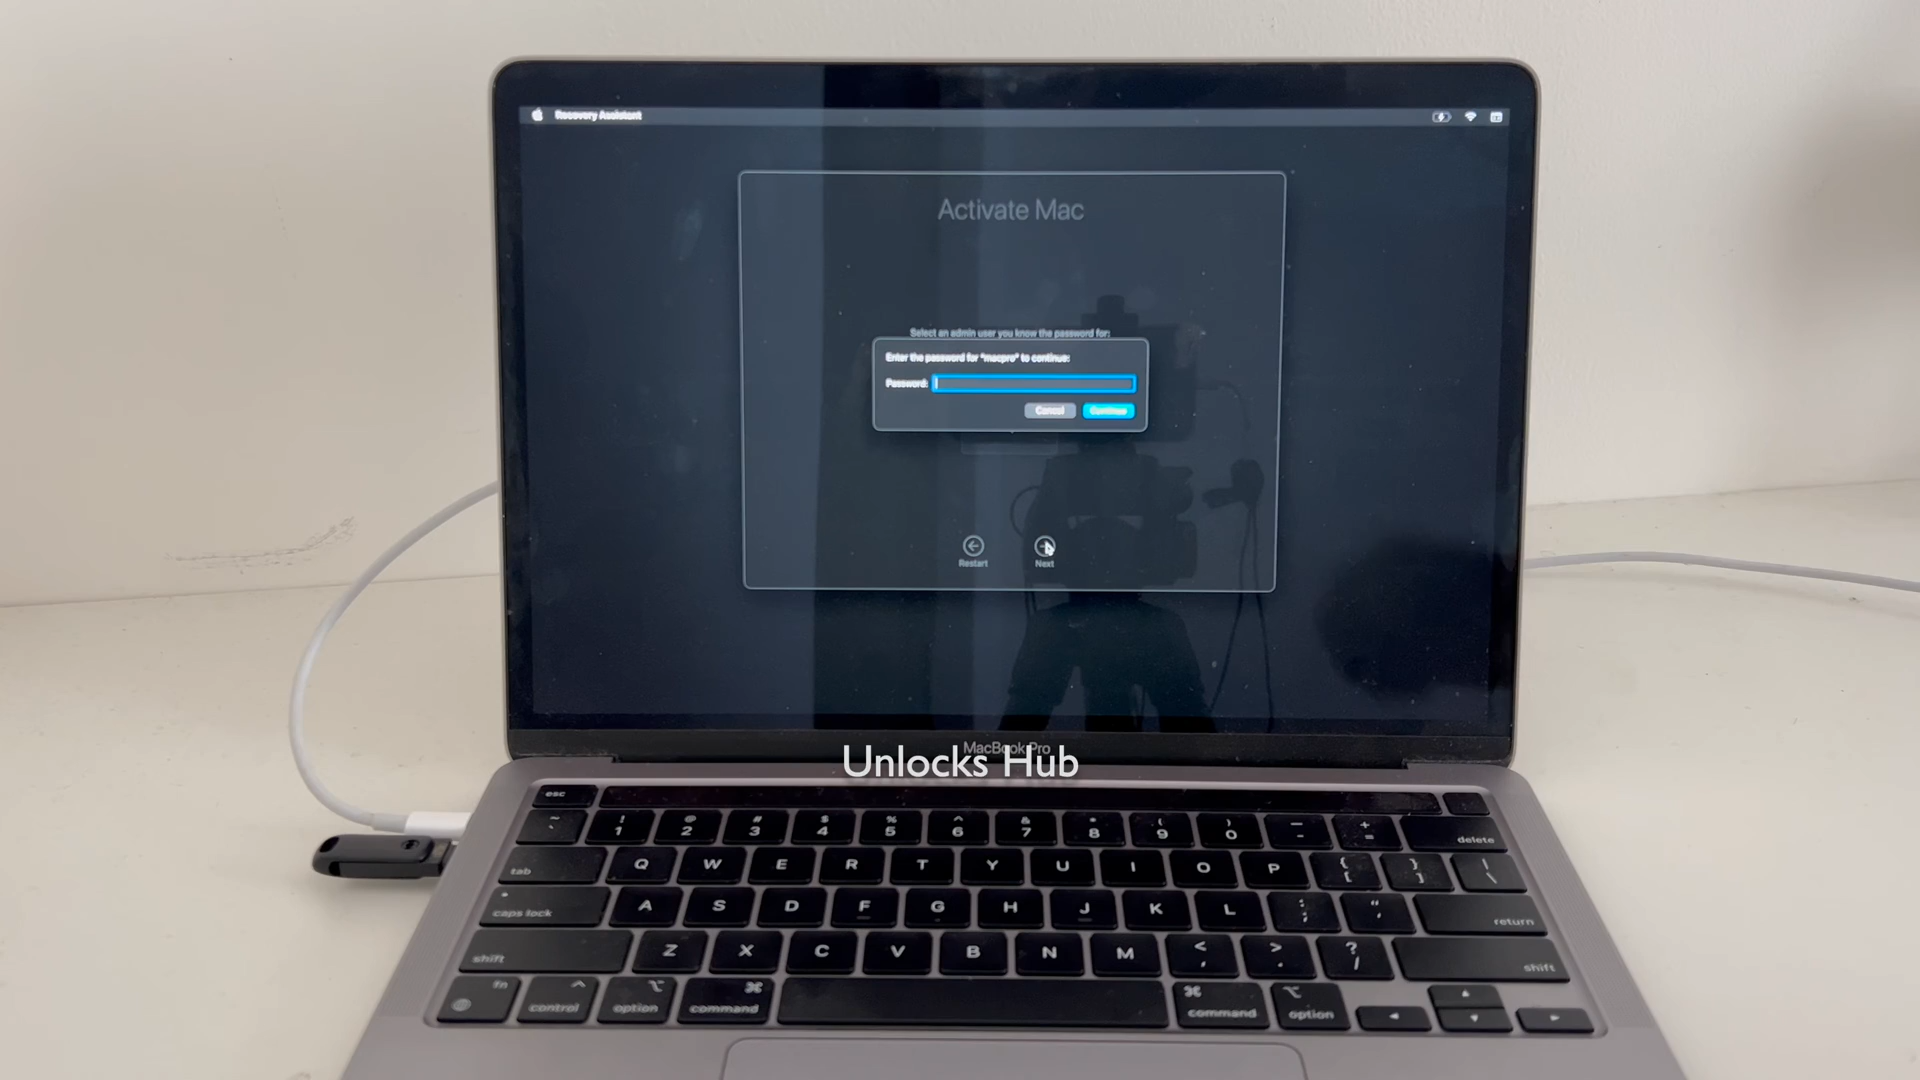 Recovery Assistant
Activate Mac
Select an admin user you know the password for:
Enter the password for "macpro" to continue:
Password:
Cancel
Continue
Restart
Next
MacBook Pro
Unlocks Hub
esc
~ ! @ # $ % ^ & * ( ) — +
` 1 2 3 4 5 6 7 8 9 0 - =
delete
tab Q W E R T Y U I O P { [ } ] | \
caps lock A S D F G H J K L : ; " '
return
shift Z X C V B N M < , > . ? / shift
fn control option command command option